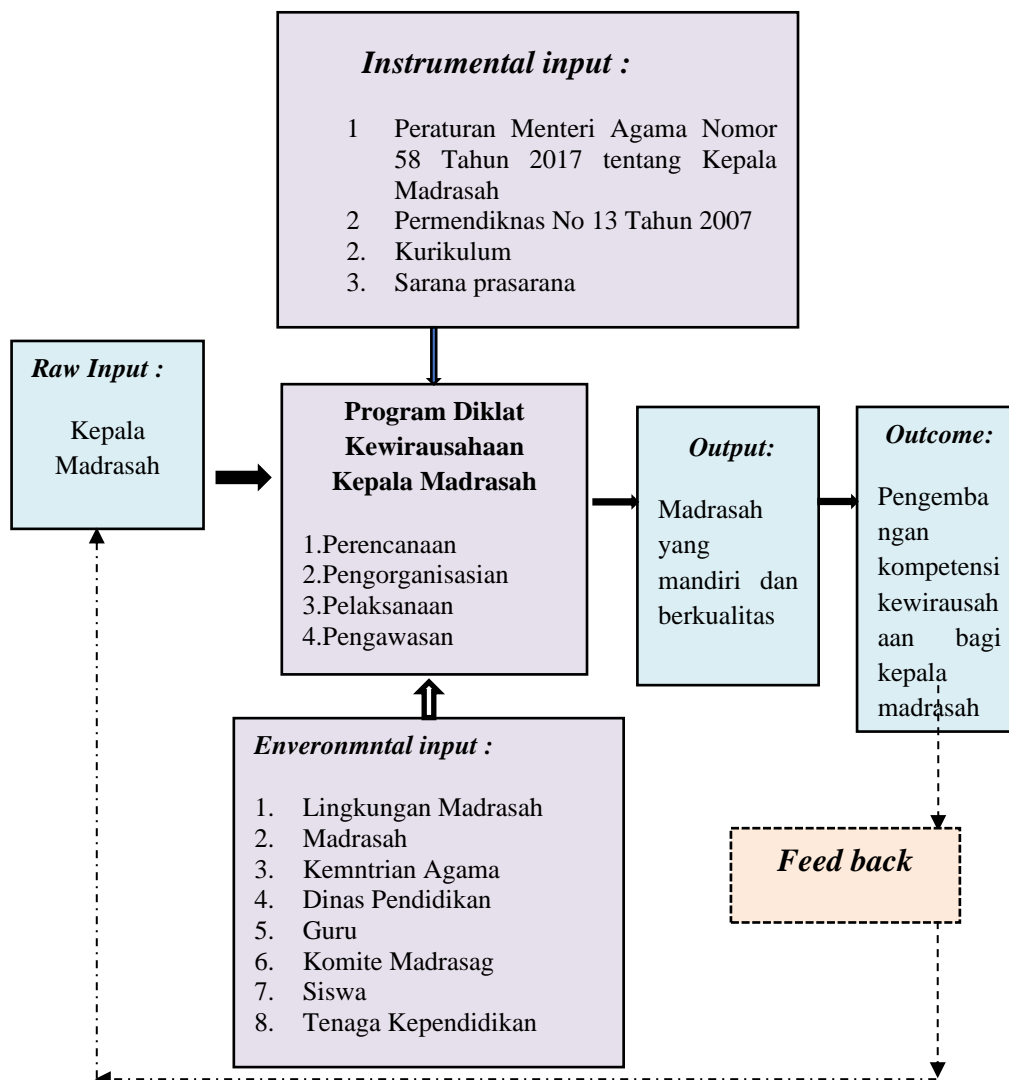 Instrumental input :
1 Peraturan Menteri Agama Nomor
58 Tahun 2017 tentang Kepala
Madrasah
2 Permendiknas No 13 Tahun 2007
2. Kurikulum
3. Sarana prasarana
Raw Input :
Kepala
Madrasah
Program Diklat
Kewirausahaan
Kepala Madrasah
1.Perencanaan
2.Pengorganisasian
3.Pelaksanaan
4.Pengawasan
Output:
Madrasah
yang
mandiri dan
berkualitas
Outcome:
Pengemba
ngan
kompetensi
kewirausah
aan bagi
kepala
madrasah
Enveronmntal input :
1. Lingkungan Madrasah
2. Madrasah
3. Kemntrian Agama
4. Dinas Pendidikan
5. Guru
6. Komite Madrasag
7. Siswa
8. Tenaga Kependidikan
Feed back